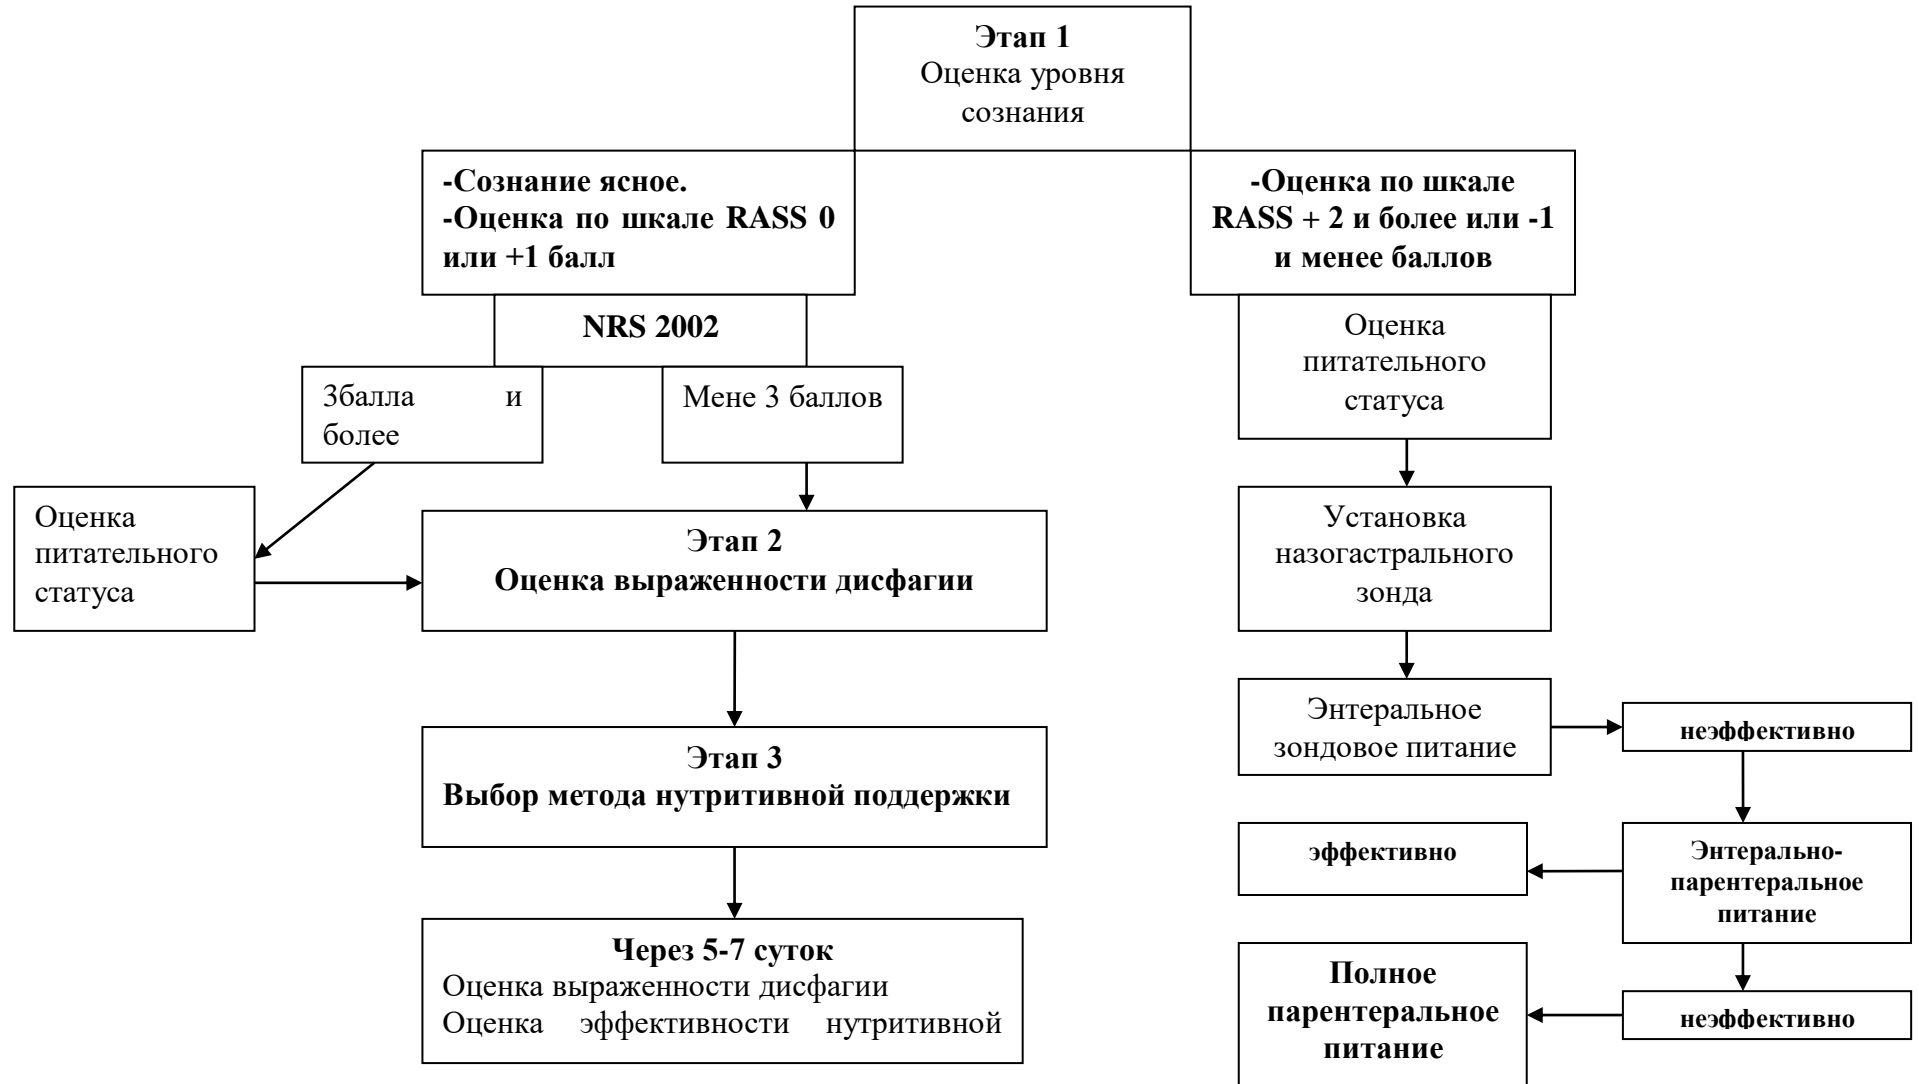 Этап 1
Оценка уровня
сознания
-Сознание ясное.
-Оценка по шкале RASS 0
или +1 балл
-Оценка по шкале
RASS + 2 и более или -1
и менее баллов
NRS 2002
Оценка
питательного
статуса
3балла и
более
Мене 3 баллов
Оценка
питательного
статуса
Этап 2
Оценка выраженности дисфагии
Установка
назогастрального
зонда
Энтеральное
зондовое питание
неэффективно
Этап 3
Выбор метода нутритивной поддержки
эффективно
Энтерально-
парентеральное
питание
Через 5-7 суток
Оценка выраженности дисфагии
Оценка эффективности нутритивной
Полное
парентеральное
питание
неэффективно